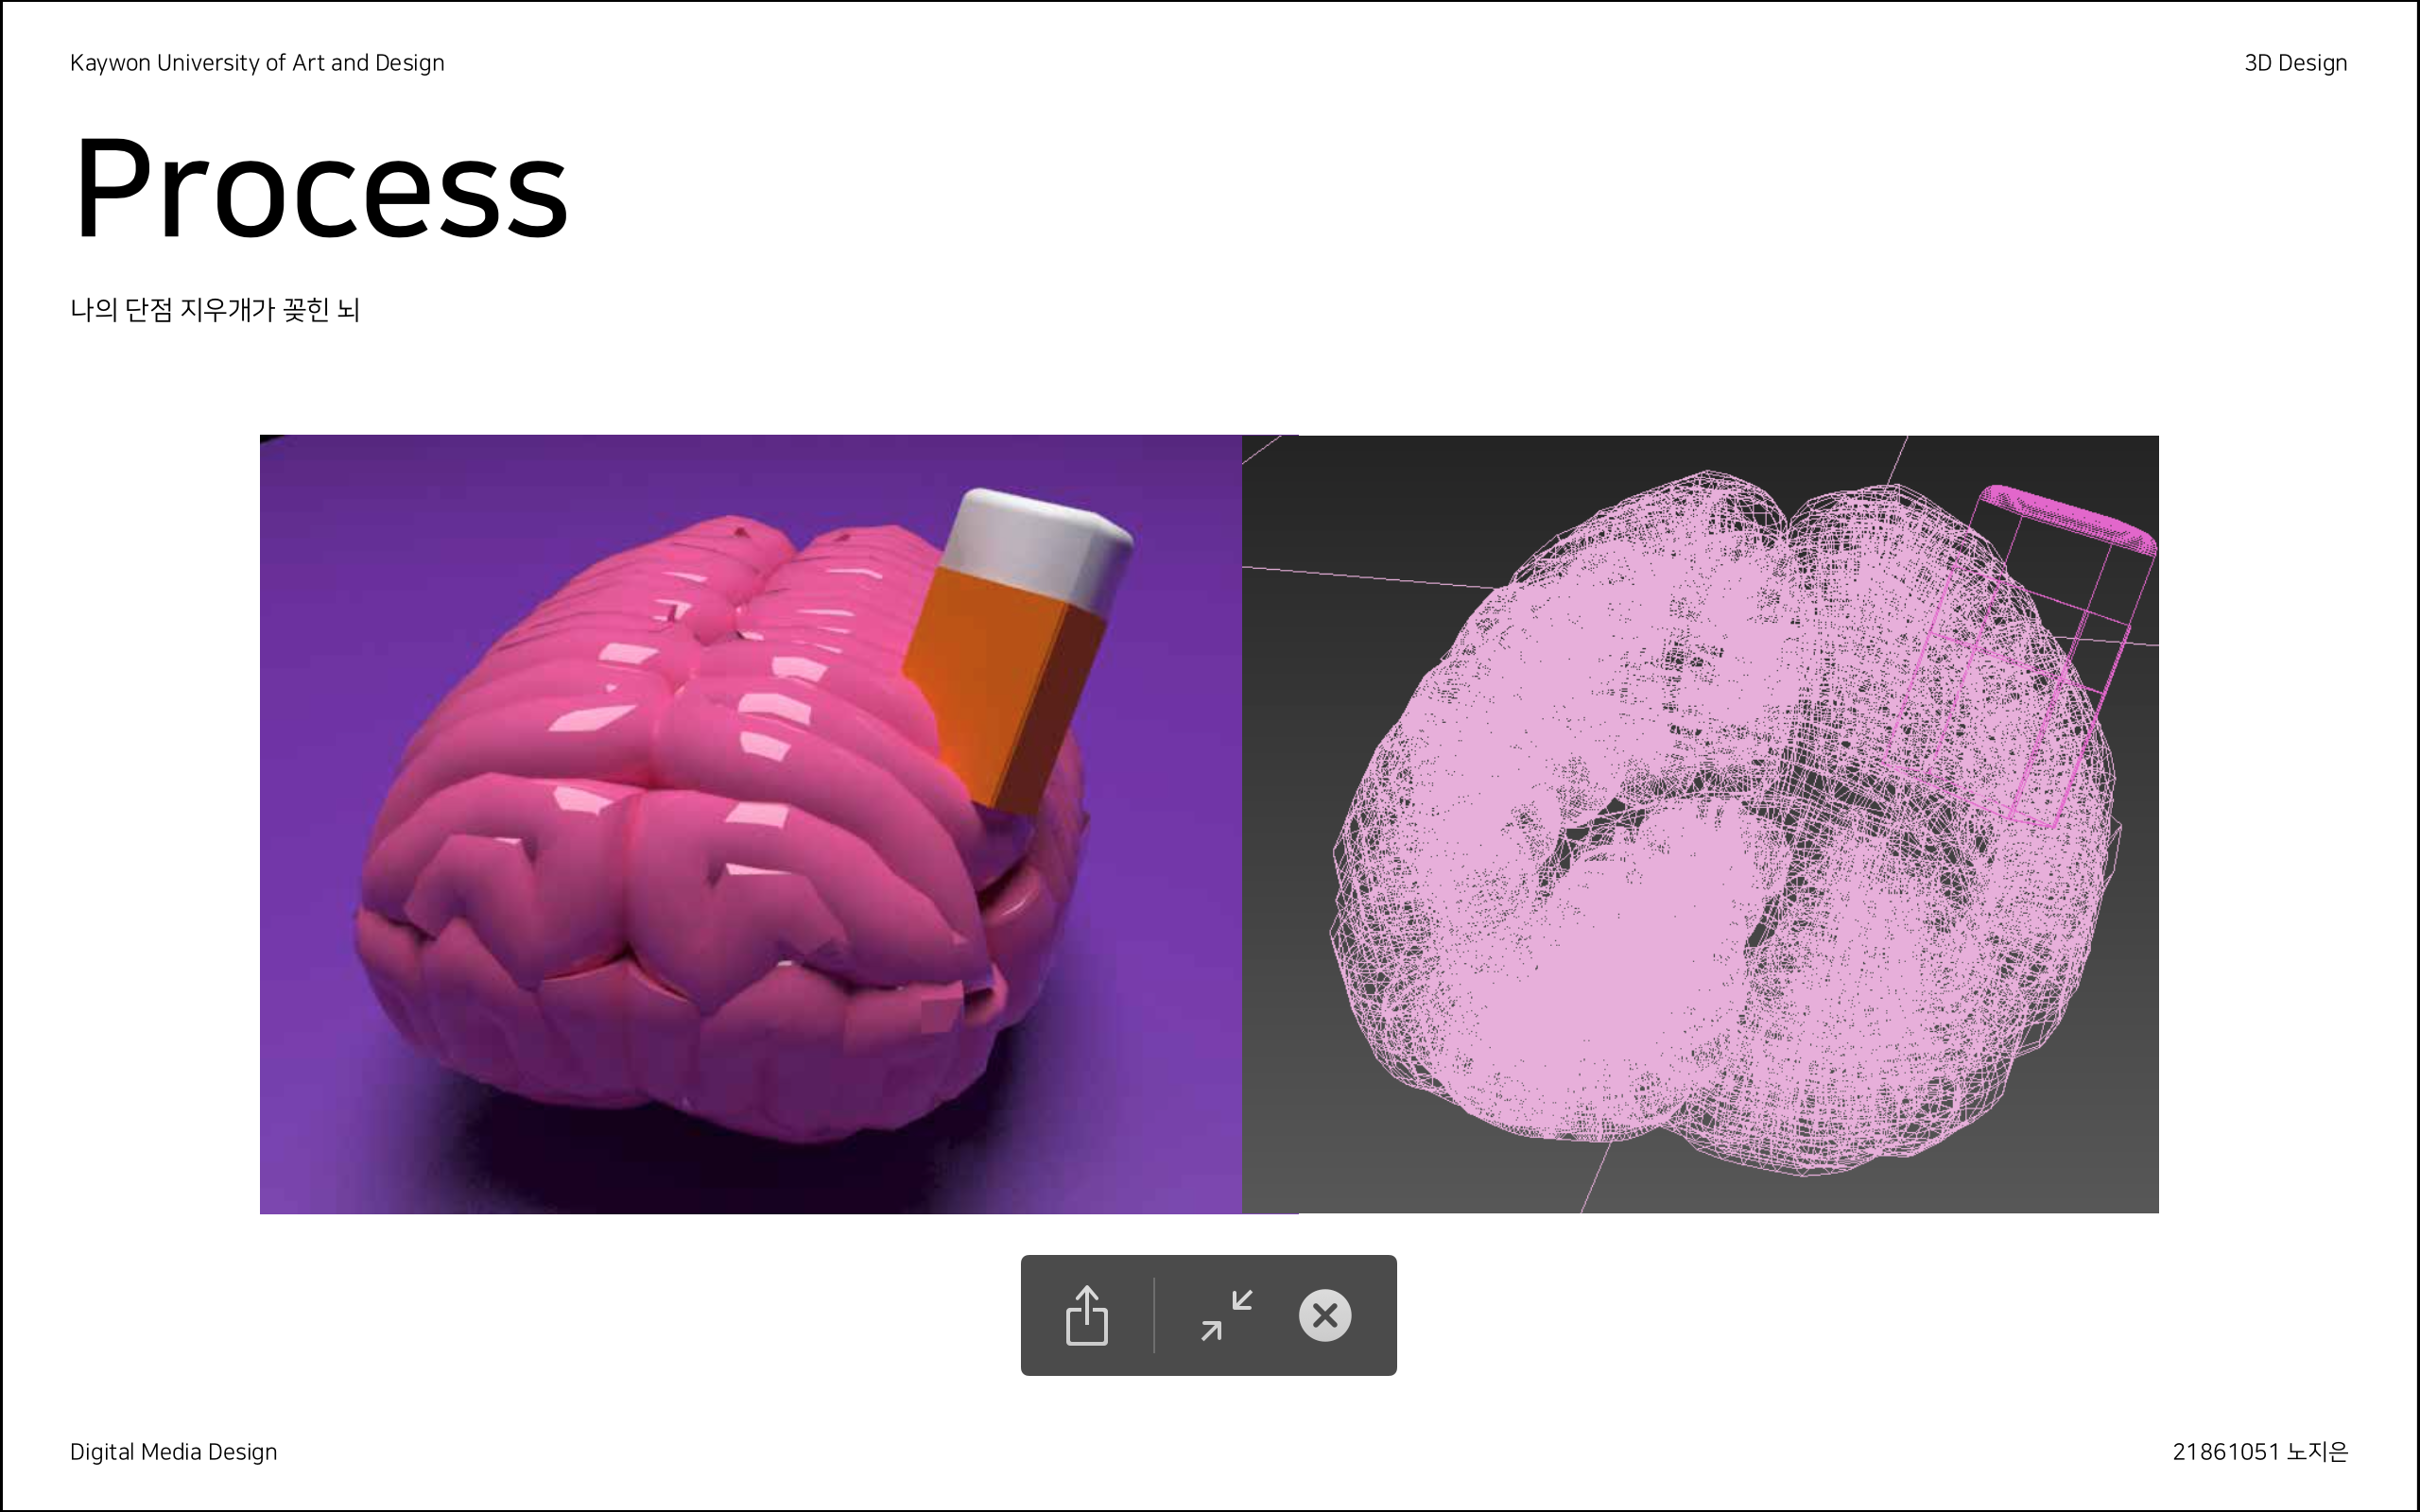 Kaywon University of Art and Design
3D Design
Process
나의 단점 지우개가 꽂힌 뇌
Digital Media Design
21861051 노지은